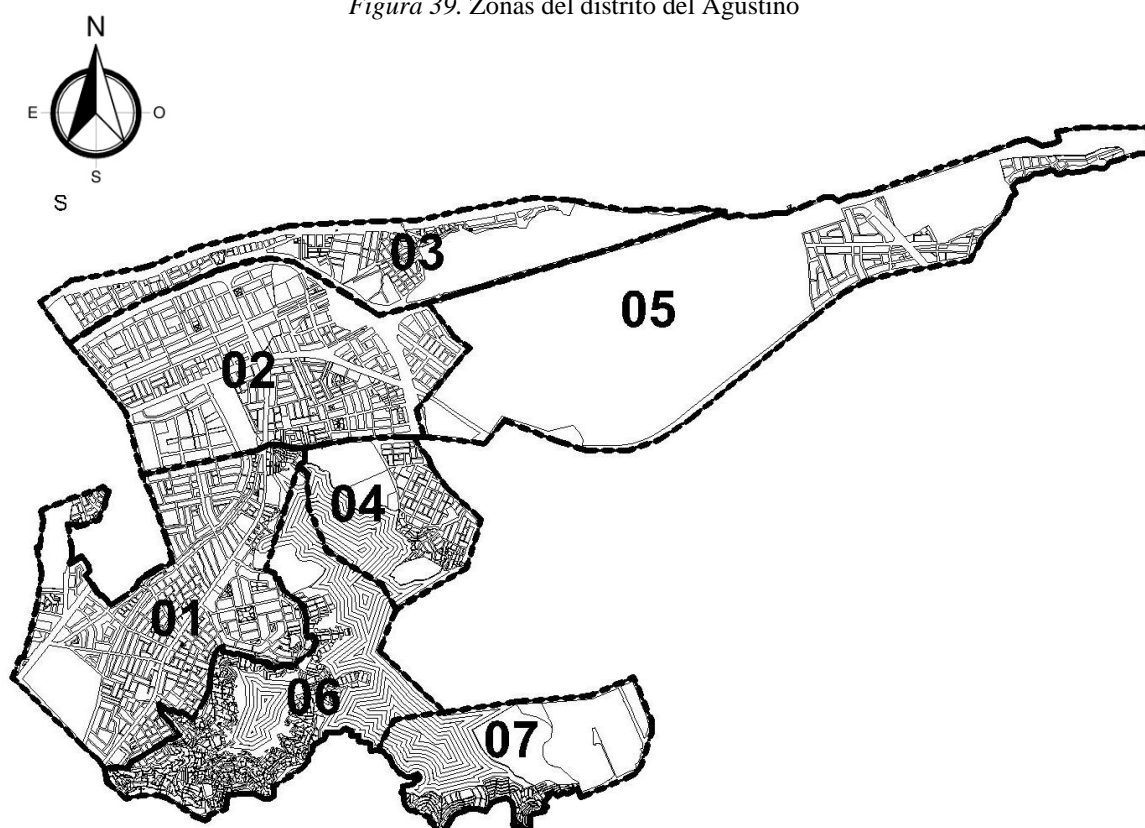 Figura 39. Zonas del distrito del Agustino
N
E
O
S
S
03
05
02
04
01
06
07